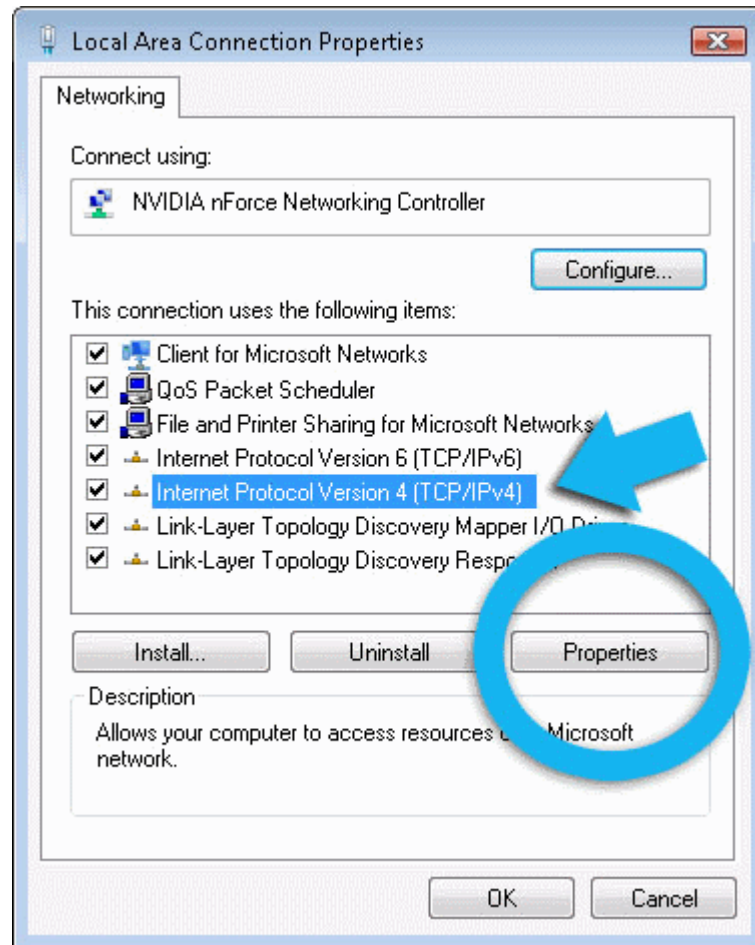 Local Area Connection Properties
Networking
Connect using:
NVIDIA nForce Networking Controller
Configure...
This connection uses the following items:
Client for Microsoft Networks
QoS Packet Scheduler
File and Printer Sharing for Microsoft Networks
Internet Protocol Version 6 (TCP/IPv6)
Internet Protocol Version 4 (TCP/IPv4)
Link-Layer Topology Discovery Mapper I/O
Link-Layer Topology Discovery
Install...
Uninstall
Properties
Description
Allows your computer to access resources Microsoft
network.
OK
Cancel